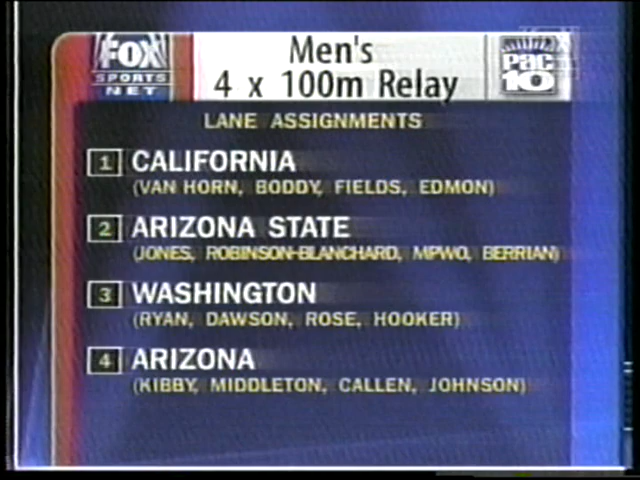 FOX
SPORTS
NET
Men's
4 x 100m Relay
Pac
10
LANE ASSIGNMENTS
1 CALIFORNIA
(VAN HORN, BODDY, FIELDS, EDMON)
2 ARIZONA STATE
(JONES, ROBINSON-BLANCHARD, MPWO, BERRIAN)
3 WASHINGTON
(RYAN, DAWSON, ROSE, HOOKER)
4 ARIZONA
(KIBBY, MIDDLETON, CALLEN, JOHNSON)